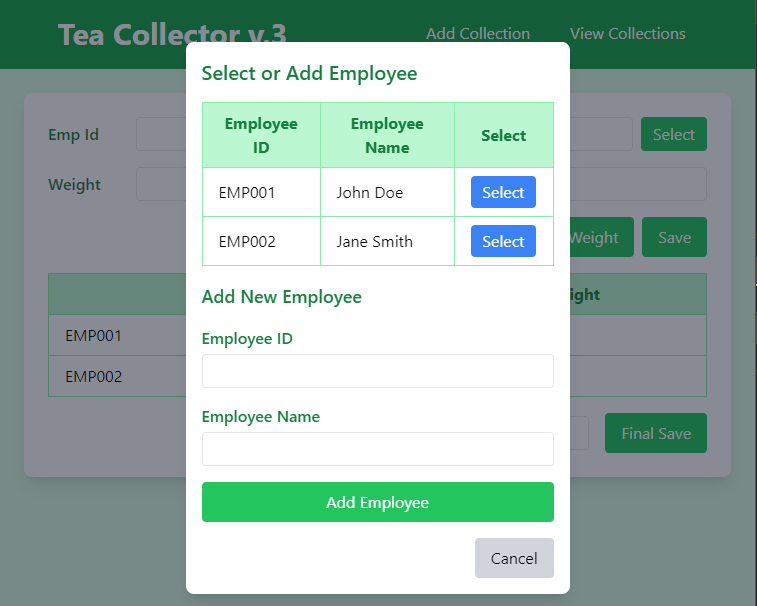 Tea Collector v.3
Add Collection
View Collections
Select or Add Employee
Employee
ID
Employee
Name
Select
EMP001
John Doe
Select
EMP002
Jane Smith
Select
Add New Employee
Employee ID
Employee Name
Add Employee
Cancel
Emp Id
Select
Weight
Weight
Save
EMP001
EMP002
Final Save